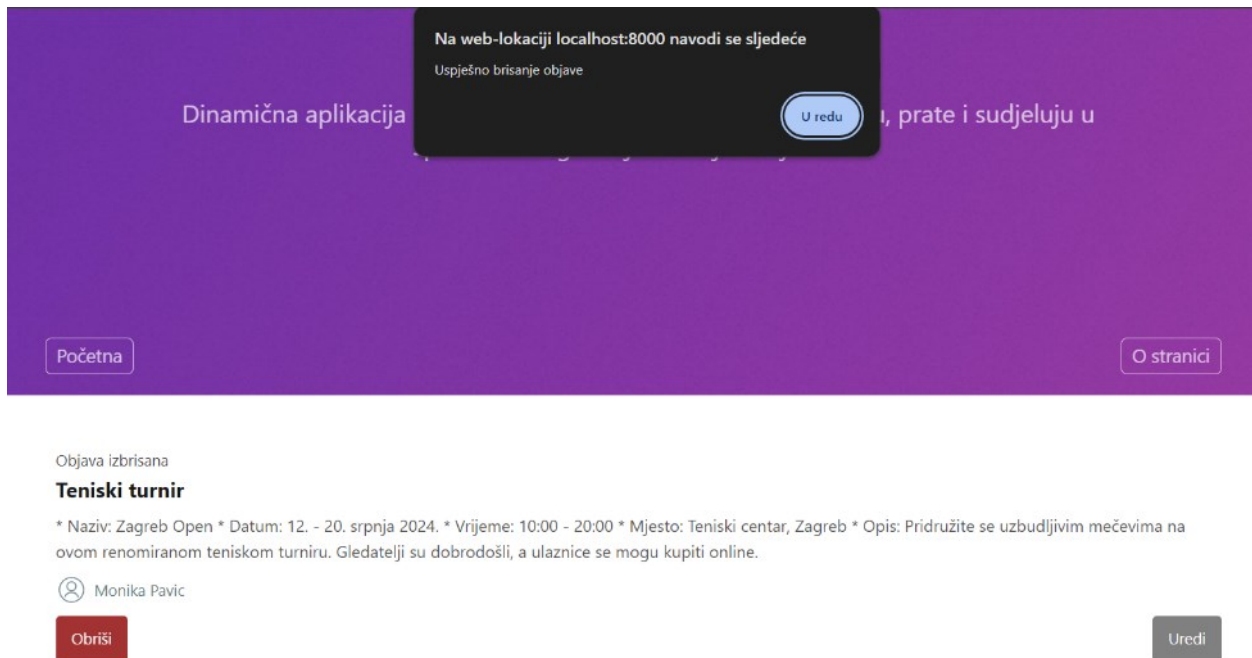 Na web-lokaciji localhost:8000 navodi se sljedeće
Uspješno brisanje objave
U redu
Dinamična aplikacija , prate i sudjeluju u
Početna
O stranici
Objava izbrisana
Teniski turnir
* Naziv: Zagreb Open * Datum: 12. - 20. srpnja 2024. * Vrijeme: 10:00 - 20:00 * Mjesto: Teniski centar, Zagreb * Opis: Pridružite se uzbudljivim mečevima na
ovom renomiranom teniskom turniru. Gledatelji su dobrodošli, a ulaznice se mogu kupiti online.
Monika Pavic
Obriši
Uredi